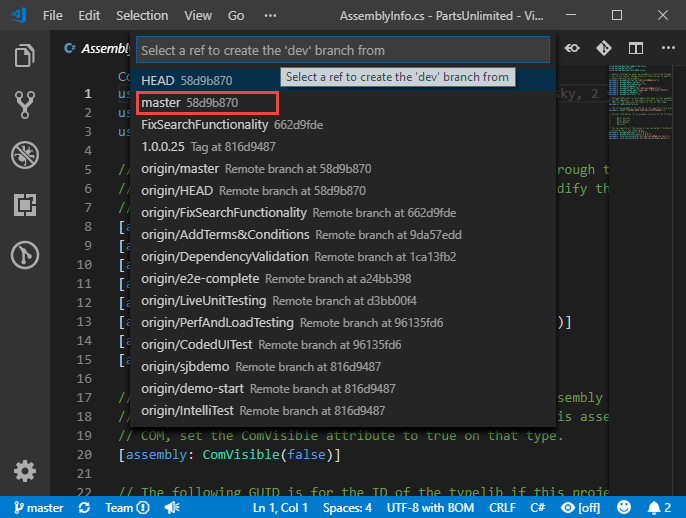 File Edit View Go ••• AssemblyInfo.cs - PartsUnlimited - Vi...
C# Assembly
Select a ref to create the 'dev' branch from
HEAD 58d9b870
Select a ref to create the 'dev' branch from
master 58d9b870
FixSearchFunctionality 662d9fde
1.0.0.25 Tag at 816d9487
origin/master Remote branch at 58d9b870
origin/HEAD Remote branch at 58d9b870
origin/FixSearchFunctionality Remote branch at 662d9fde
origin/AddTerms&Conditions Remote branch at 9da57edd
origin/DependencyValidation Remote branch at 1ca13fb2
origin/e2e-complete Remote branch at a24bb398
origin/LiveUnitTesting Remote branch at d3bb00f4
origin/PerfAndLoadTesting Remote branch at 96135fd6
origin/CodedUITest Remote branch at 96135fd6
origin/sjbdemo Remote branch at 816d9487
origin/demo-start Remote branch at 816d9487
origin/IntelliTest Remote branch at 816d9487
Co
1 us sky, 2
2 us
3 us
4
5 // rough t
6 // dify th
7 //
8 [a
9 [a
10 [a
11 [a
12 [a
13 [a )]
14 [a
15 [a
16
17 // sembly
18 // is asse
19 // COM, set the ComVisible attribute to true on that type.
20 [assembly: ComVisible(false)]
21
22 // The following GUID is for the ID of the typelib if this proje
master Team Ln 1, Col 1 Spaces: 4 UTF-8 with BOM CRLF C# [off] 2